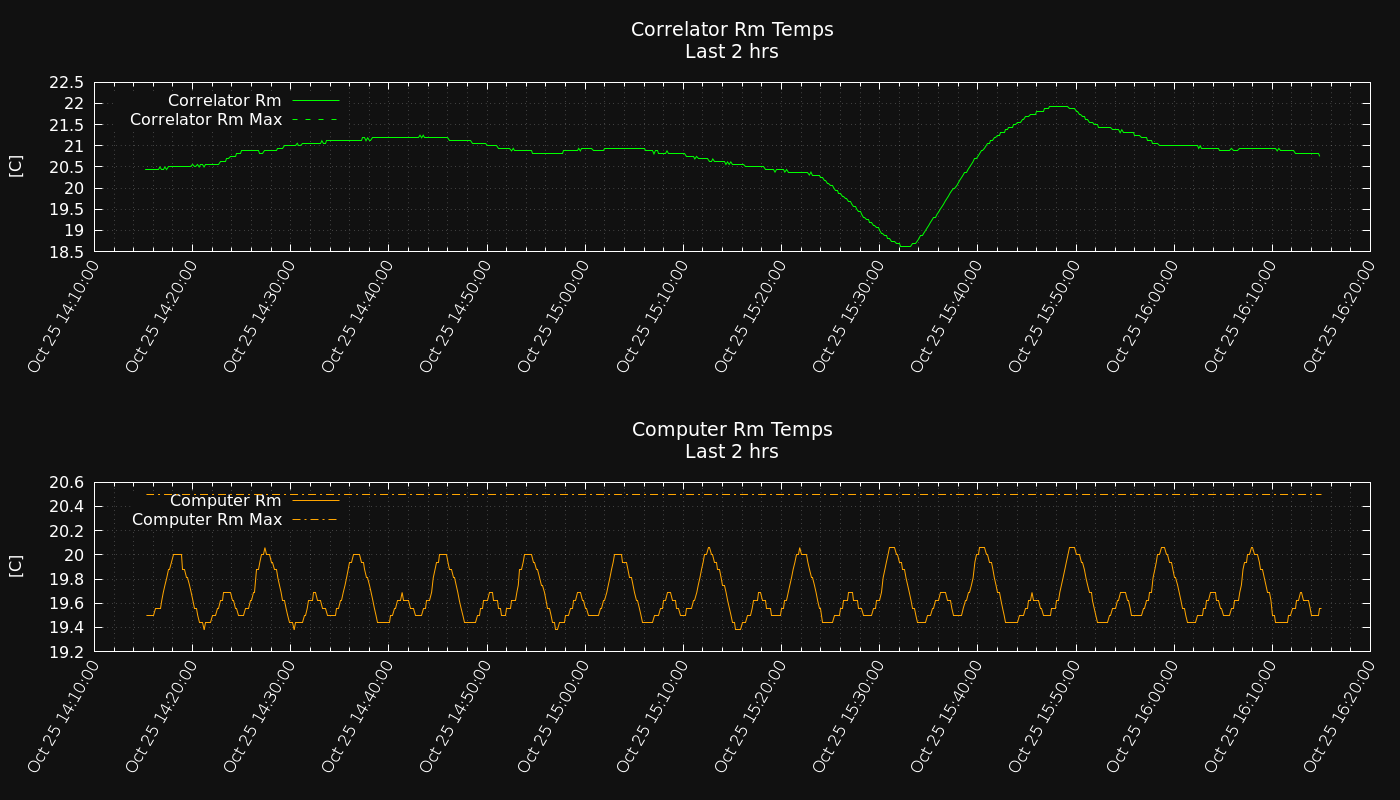 Correlator Rm Temps
Last 2 hrs
22.5
22
21.5
21
20.5
20
19.5
19
18.5
[C]
Correlator Rm
Correlator Rm Max
Oct 25 14:10:00
Oct 25 14:20:00
Oct 25 14:30:00
Oct 25 14:40:00
Oct 25 14:50:00
Oct 25 15:00:00
Oct 25 15:10:00
Oct 25 15:20:00
Oct 25 15:30:00
Oct 25 15:40:00
Oct 25 15:50:00
Oct 25 16:00:00
Oct 25 16:10:00
Oct 25 16:20:00
Computer Rm Temps
Last 2 hrs
20.6
20.4
20.2
20
19.8
19.6
19.4
19.2
[C]
Computer Rm
Computer Rm Max
Oct 25 14:10:00
Oct 25 14:20:00
Oct 25 14:30:00
Oct 25 14:40:00
Oct 25 14:50:00
Oct 25 15:00:00
Oct 25 15:10:00
Oct 25 15:20:00
Oct 25 15:30:00
Oct 25 15:40:00
Oct 25 15:50:00
Oct 25 16:00:00
Oct 25 16:10:00
Oct 25 16:20:00